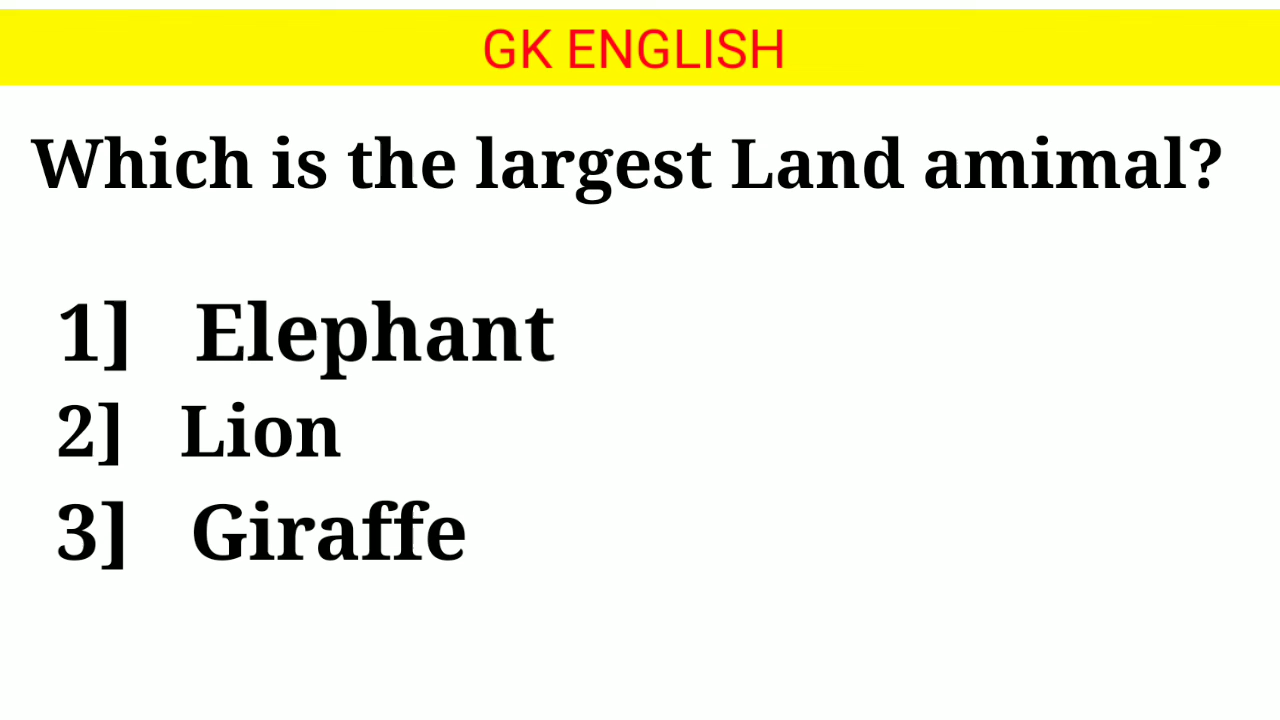 GK ENGLISH
Which is the largest Land amimal?
1] Elephant
2] Lion
3] Giraffe